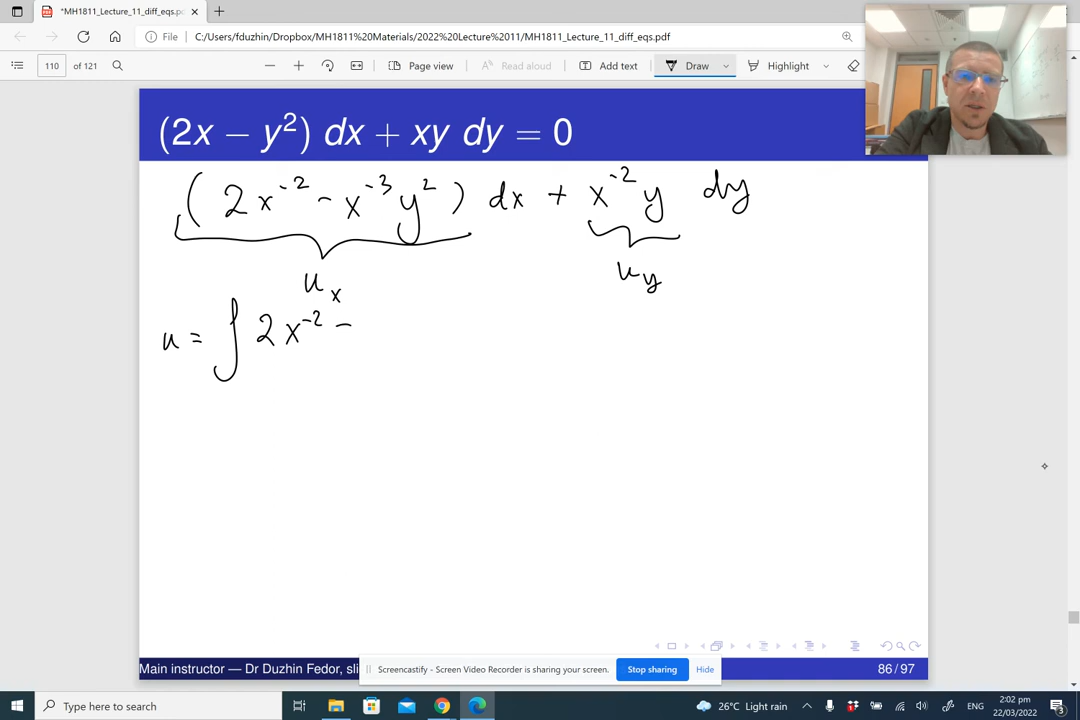 *MH1811_Lecture_11_diff_eqs.pd
File C:/Users/fduzhin/Dropbox/MH1811%20Materials/2022%20Lecture%2011/MH1811_Lecture_11_diff_eqs.pdf
110 of 121 Page view Read aloud Add text Draw Highlight
(2x − y²) dx + xy dy = 0
(2x⁻² − x⁻³y²) dx + x⁻²y dy
uₓ u_y
u = ∫ 2x⁻² −
86/97
Main instructor — Dr Duzhin Fedor, sli
Screencastify - Screen Video Recorder is sharing your screen. Stop sharing Hide
Type here to search 26°C Light rain ENG 2:02 pm
22/03/2022 3